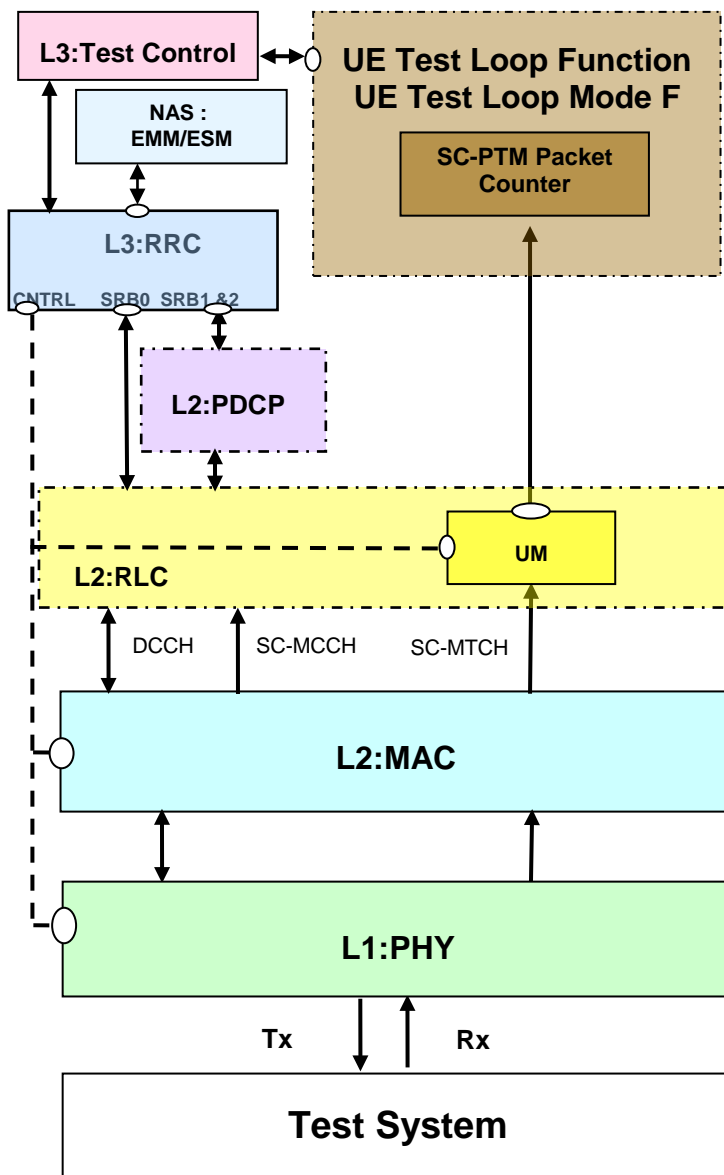 L3:Test Control
UE Test Loop Function
UE Test Loop Mode F
NAS :
EMM/ESM
SC-PTM Packet
Counter
L3:RRC
CNTRL SRB0 SRB1 &2
L2:PDCP
UM
L2:RLC
DCCH SC-MCCH SC-MTCH
L2:MAC
L1:PHY
Tx Rx
Test System